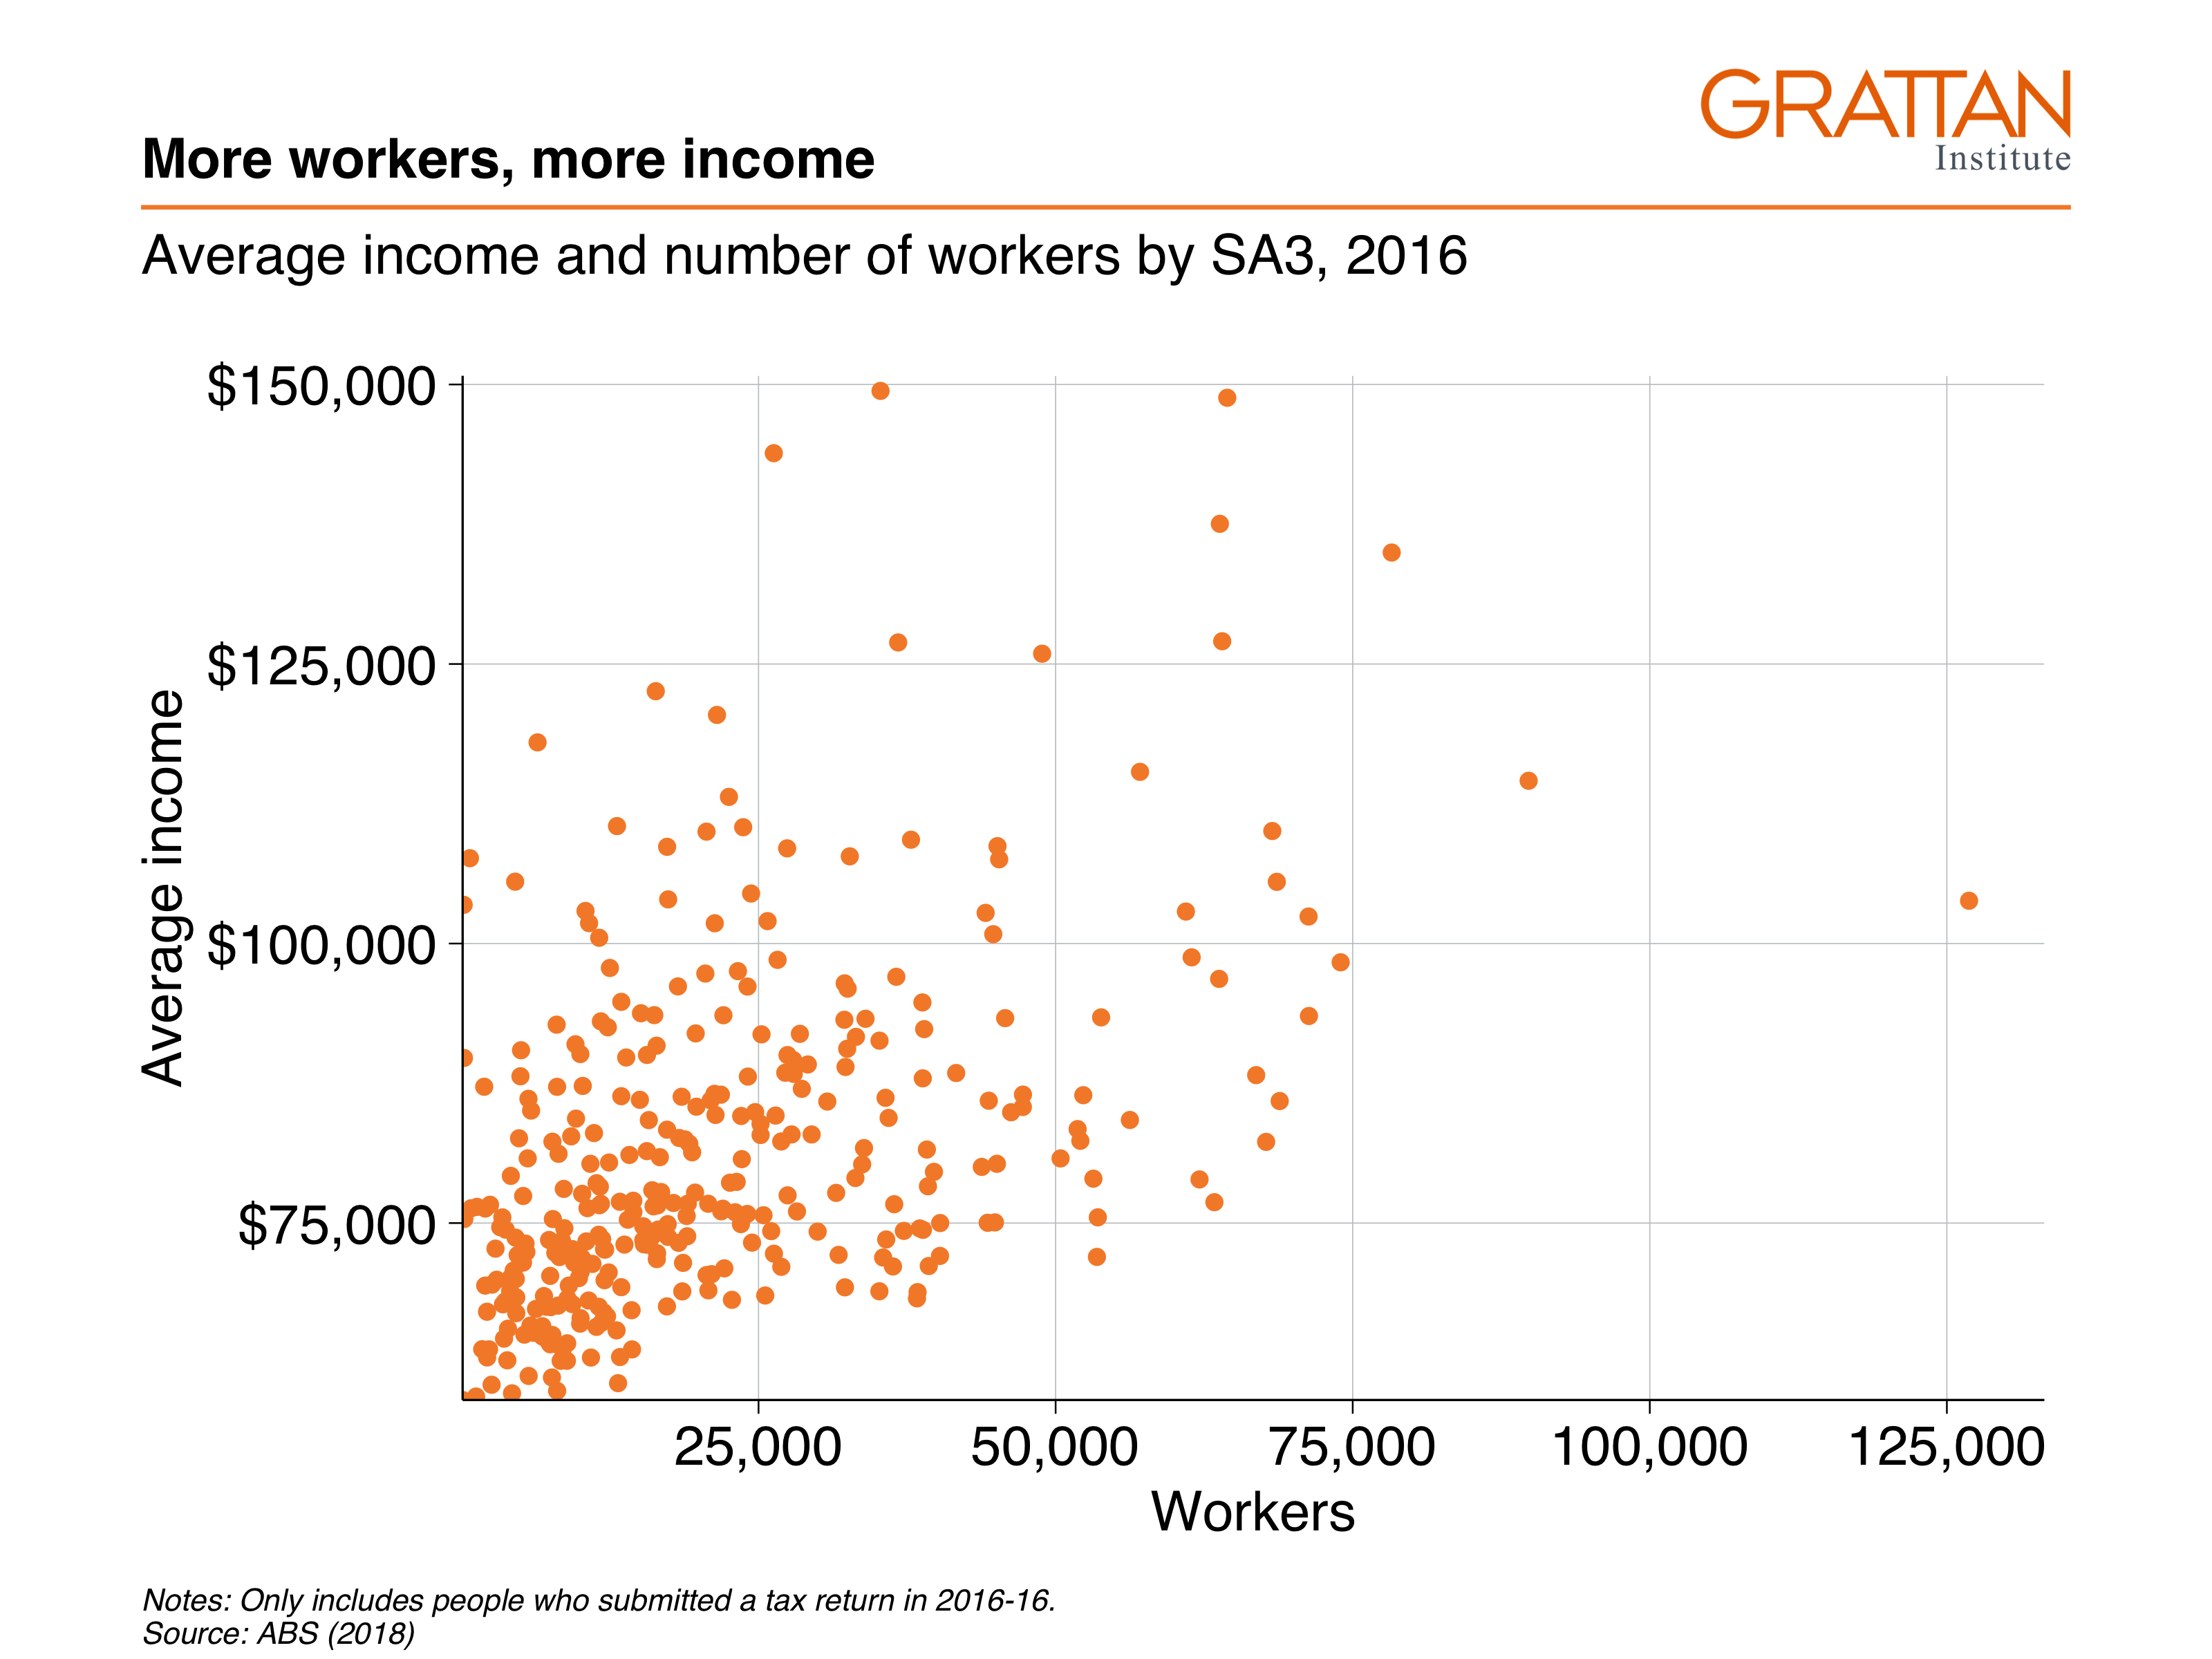 GRATTAN
Institute
More workers, more income
Average income and number of workers by SA3, 2016
$150,000
$125,000
$100,000
$75,000
Average income
25,000 50,000 75,000 100,000 125,000
Workers
Notes: Only includes people who submitted a tax return in 2016-16.
Source: ABS (2018)